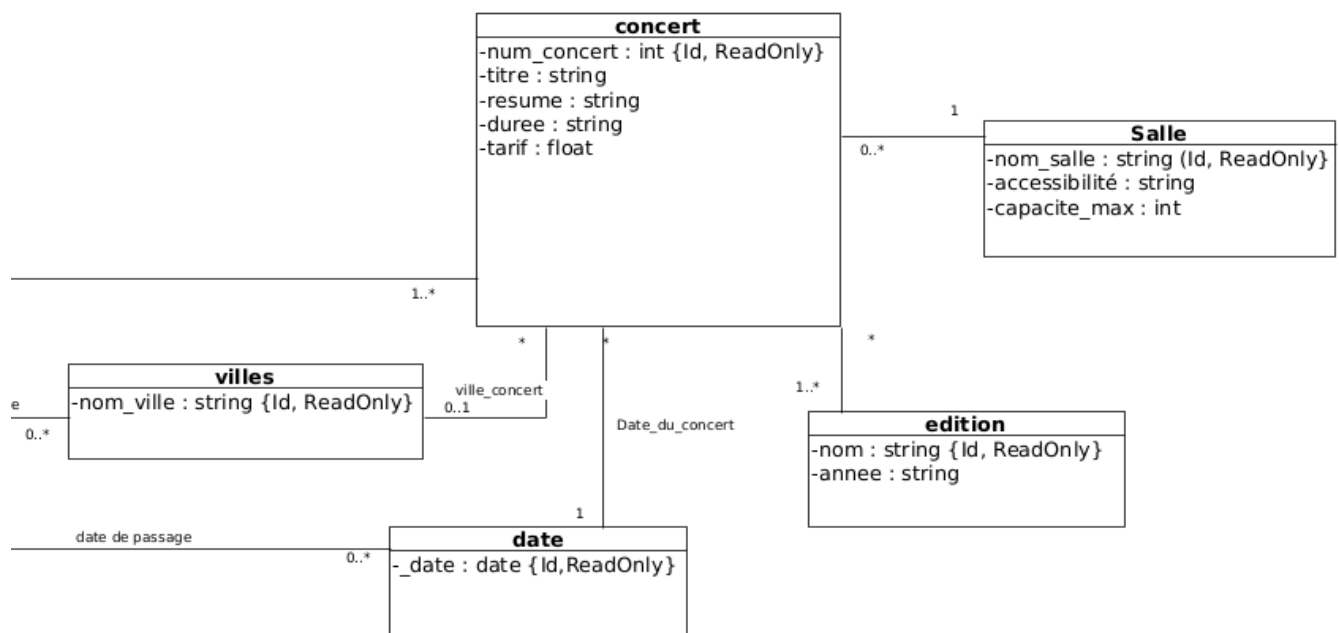 concert
-num_concert : int {Id, ReadOnly}
-titre : string
-resume : string
-duree : string
-tarif : float
1
0..*
Salle
-nom_salle : string (Id, ReadOnly}
-accessibilité : string
-capacite_max : int
1..*
*
*
*
villes
-nom_ville : string {Id, ReadOnly}
ville_concert
0..1
e
0..*
Date_du_concert
1..*
edition
-nom : string {Id, ReadOnly}
-annee : string
1
date de passage
0..*
date
-_date : date {Id,ReadOnly}